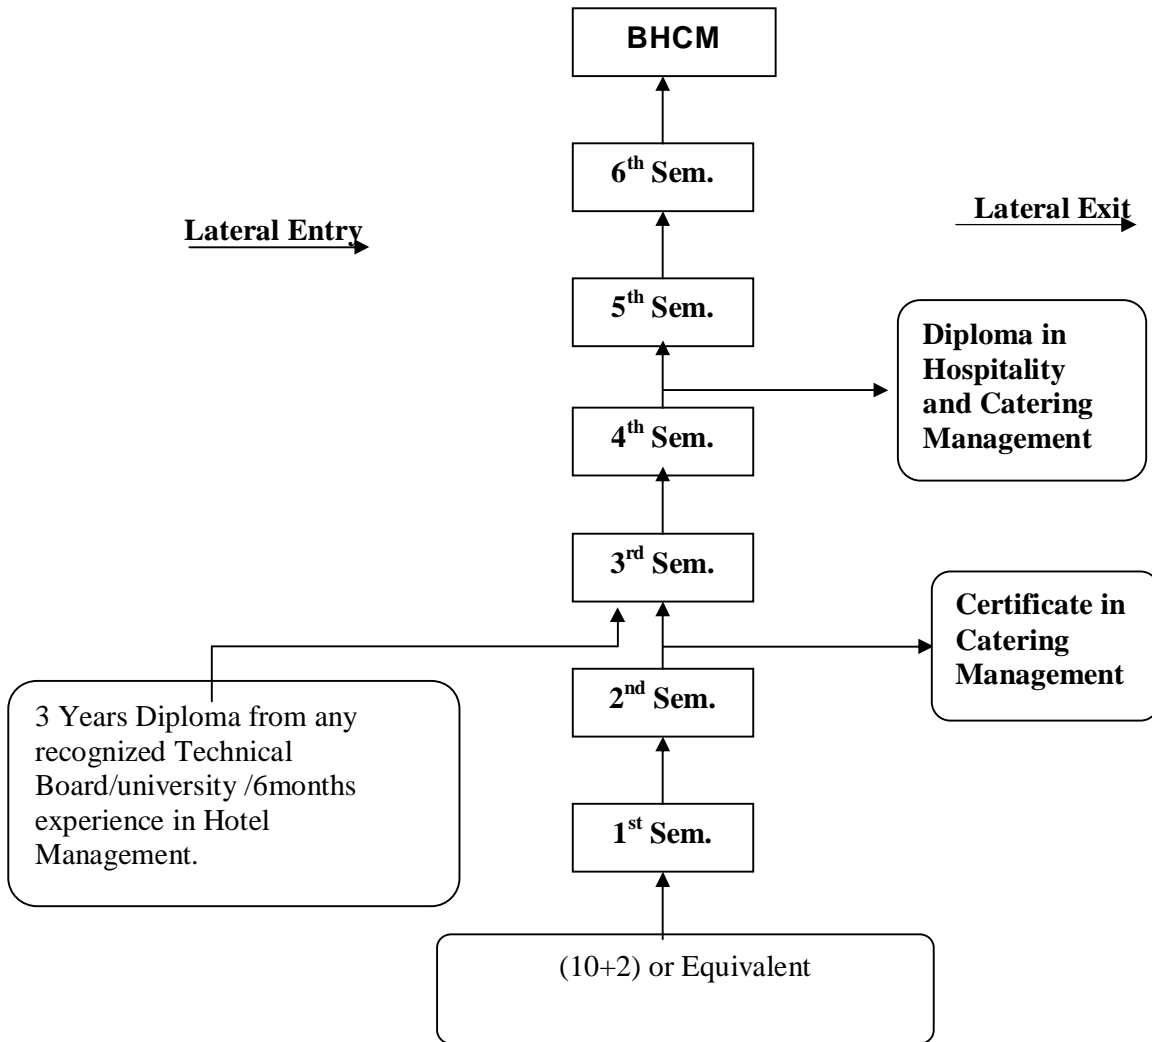 BHCM
6th Sem.
Lateral Entry
Lateral Exit
5th Sem.
Diploma in
Hospitality
and Catering
Management
4th Sem.
3rd Sem.
Certificate in
Catering
Management
2nd Sem.
3 Years Diploma from any
recognized Technical
Board/university /6months
experience in Hotel
Management.
1st Sem.
(10+2) or Equivalent